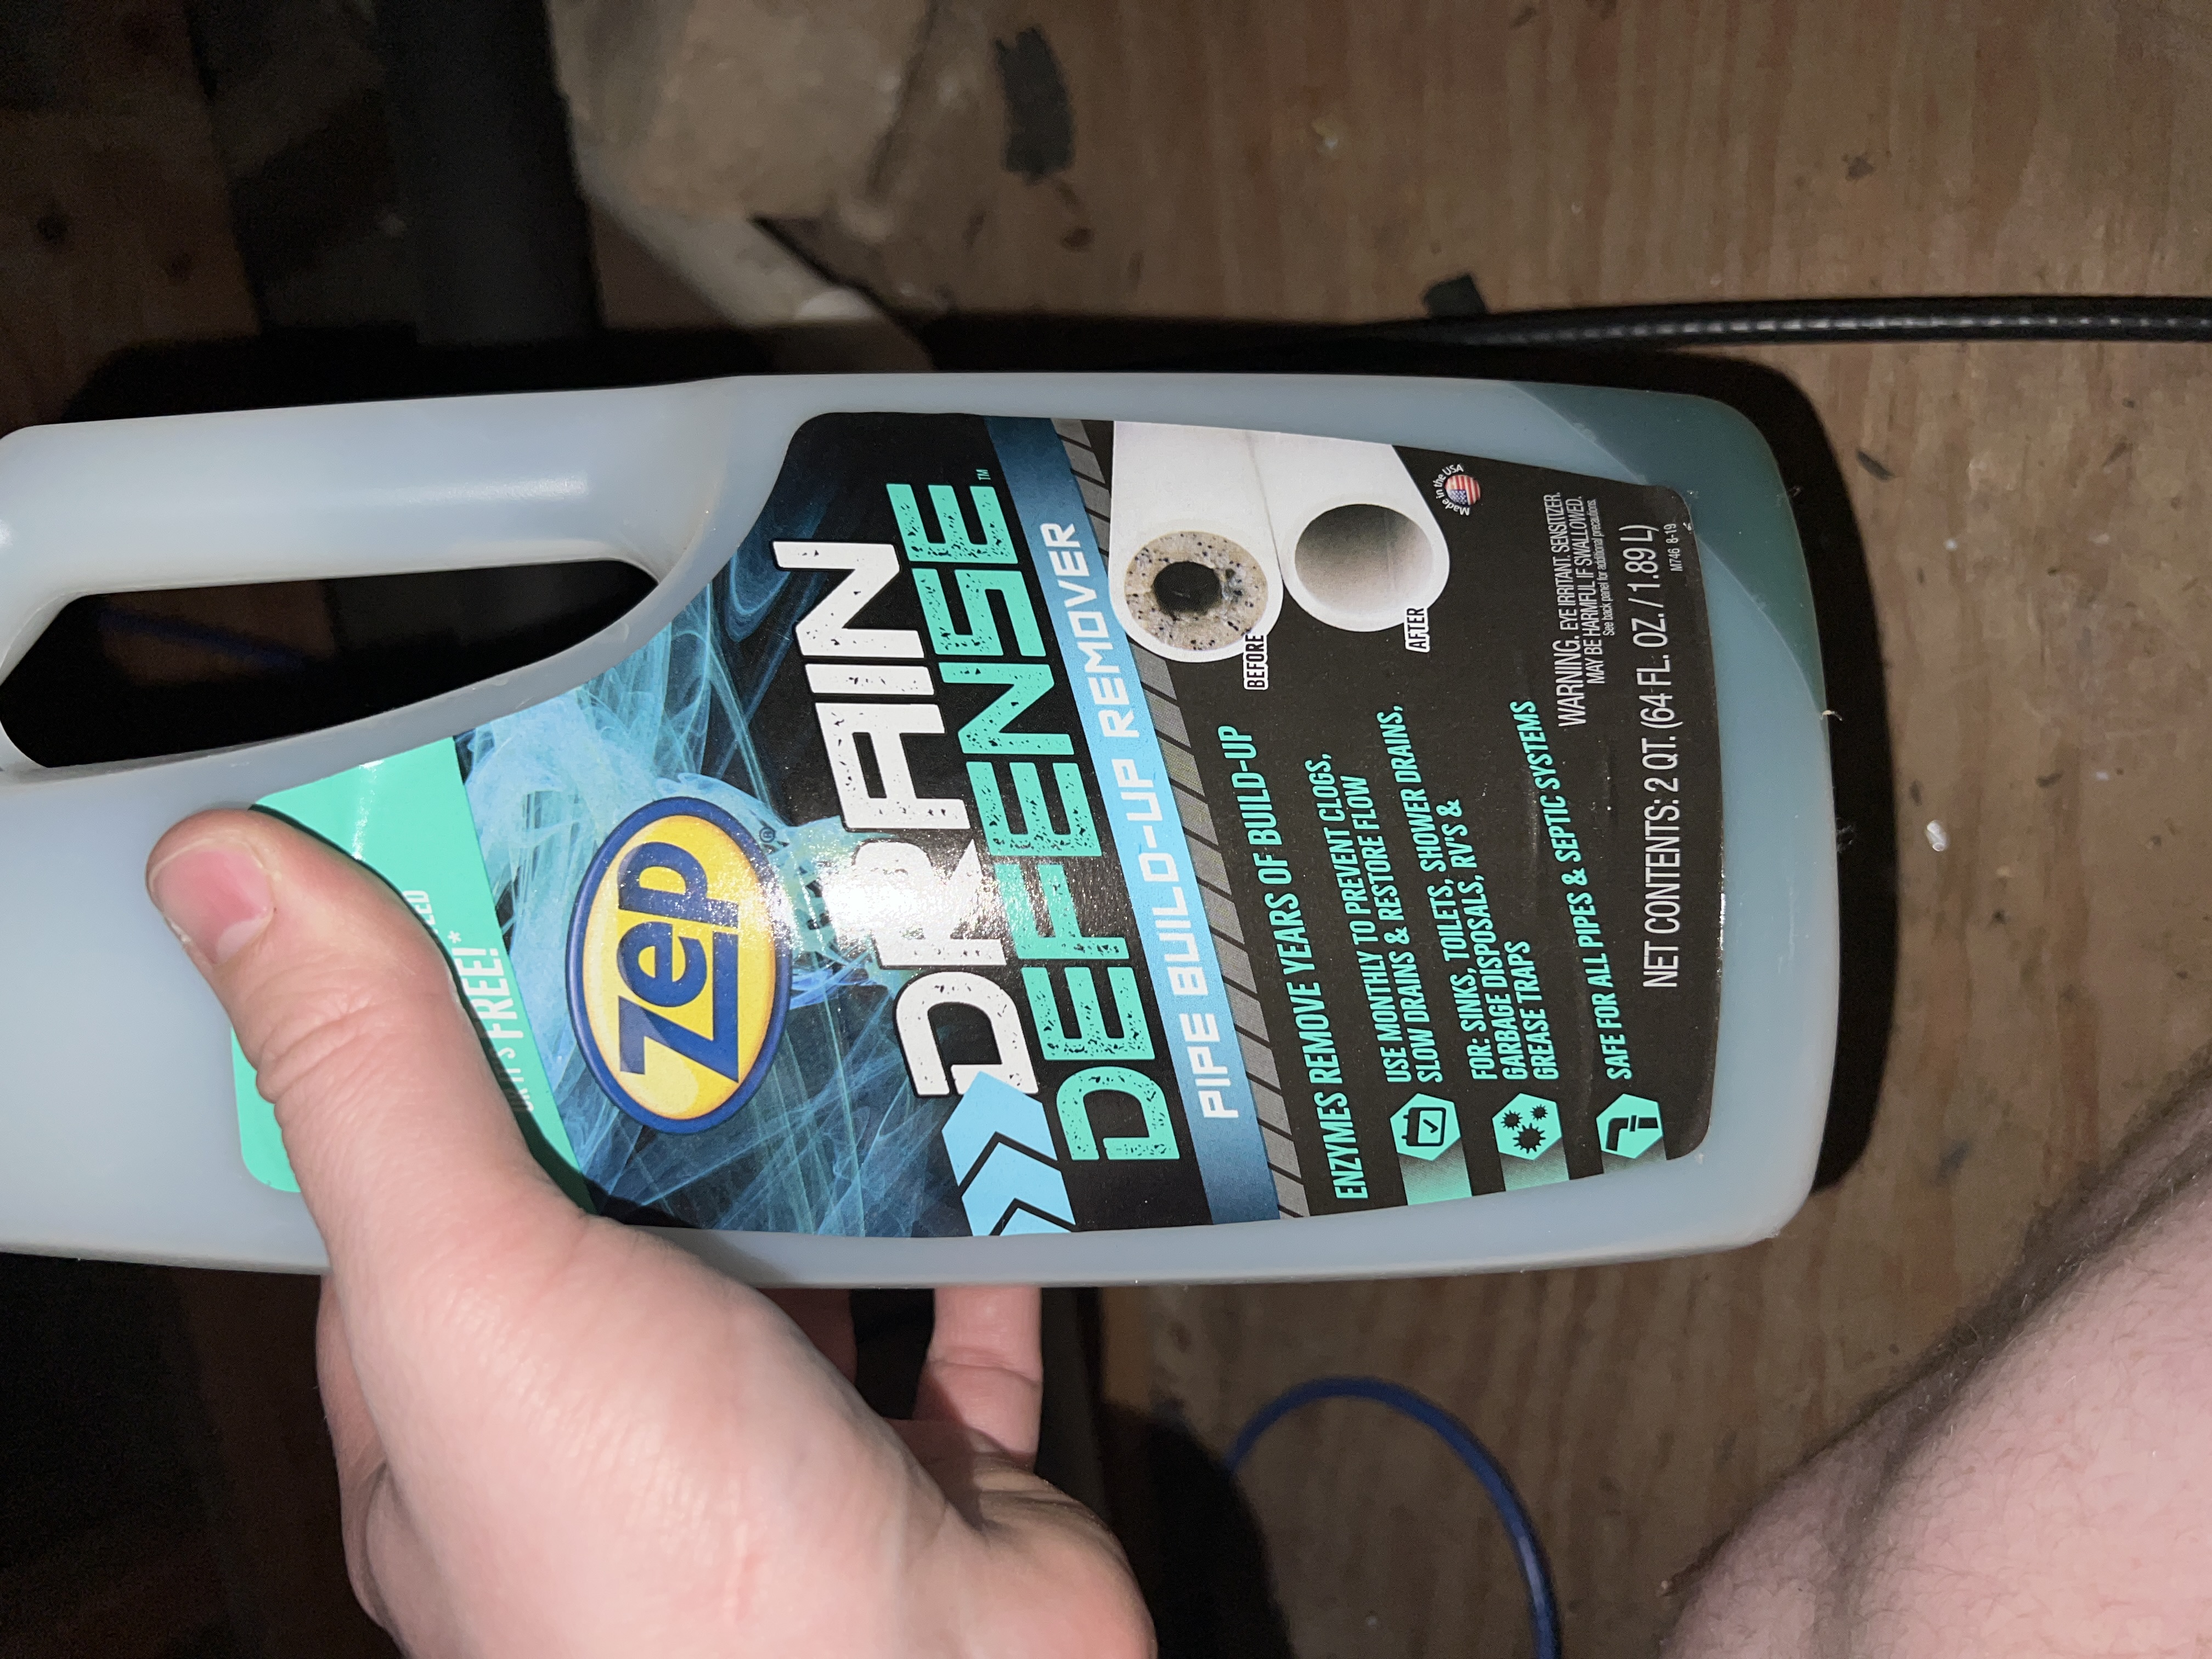 OR IT'S FREE!*
Zep®
DRAIN
DEFENSE™
PIPE BUILD-UP REMOVER
BEFORE
AFTER
ENZYMES REMOVE YEARS OF BUILD-UP
USE MONTHLY TO PREVENT CLOGS,
SLOW DRAINS & RESTORE FLOW
FOR: SINKS, TOILETS, SHOWER DRAINS,
GARBAGE DISPOSALS, RV'S &
GREASE TRAPS
SAFE FOR ALL PIPES & SEPTIC SYSTEMS
Made in the USA
WARNING. EYE IRRITANT. SENSITIZER.
MAY BE HARMFUL IF SWALLOWED.
See back panel for additional precautions.
NET CONTENTS: 2 QT. (64 FL. OZ. / 1.89 L)
M746 8-19